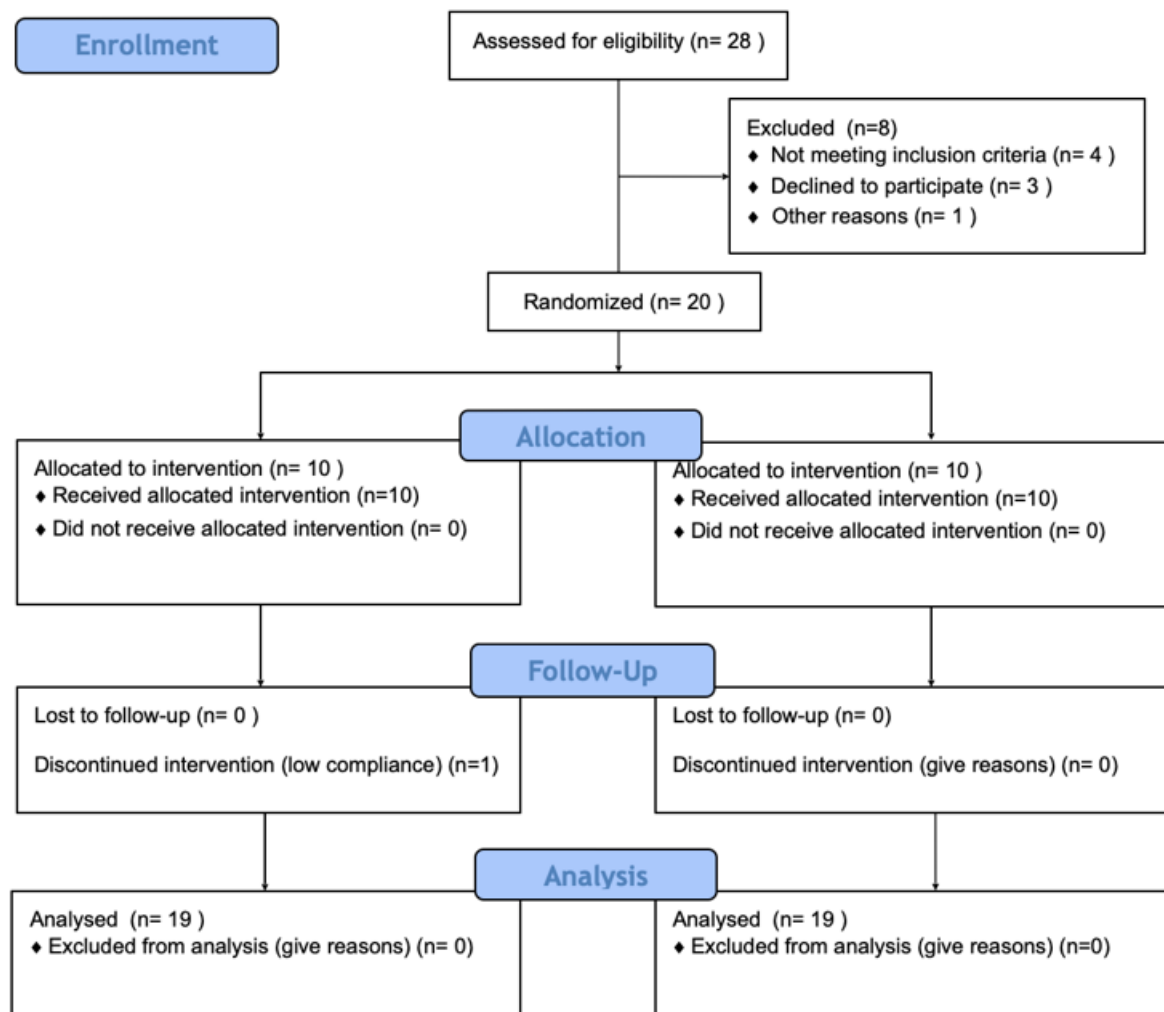 Enrollment
Assessed for eligibility (n= 28 )
Excluded (n=8)
♦ Not meeting inclusion criteria (n= 4 )
♦ Declined to participate (n= 3 )
♦ Other reasons (n= 1 )
Randomized (n= 20 )
Allocation
Allocated to intervention (n= 10 )
♦ Received allocated intervention (n=10)
♦ Did not receive allocated intervention (n= 0)
Allocated to intervention (n= 10 )
♦ Received allocated intervention (n=10)
♦ Did not receive allocated intervention (n= 0)
Follow-Up
Lost to follow-up (n= 0 )
Discontinued intervention (low compliance) (n=1)
Lost to follow-up (n= 0)
Discontinued intervention (give reasons) (n= 0)
Analysis
Analysed (n= 19 )
♦ Excluded from analysis (give reasons) (n= 0)
Analysed (n= 19 )
♦ Excluded from analysis (give reasons) (n=0)